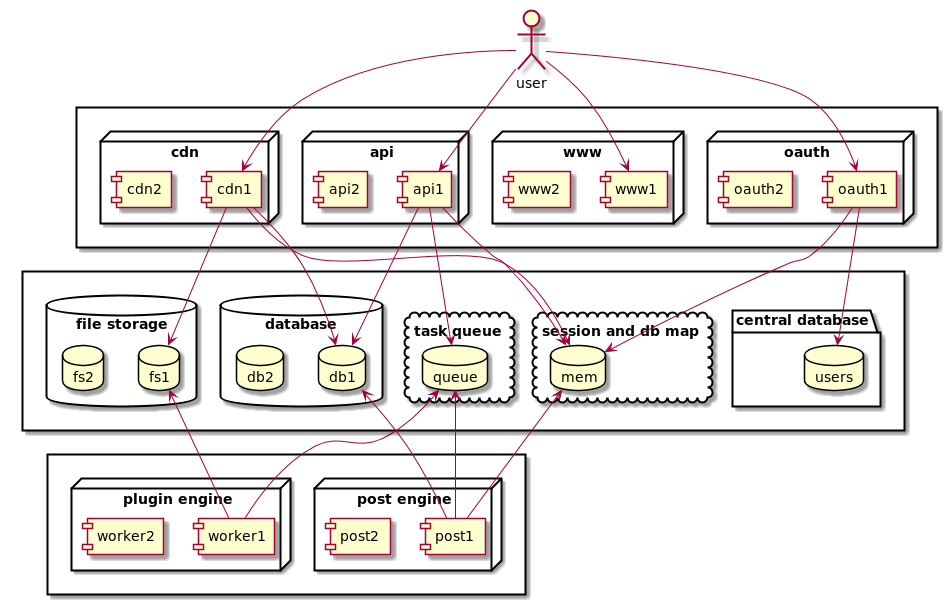 user
cdn
api
www
oauth
cdn2
cdn1
api2
api1
www2
www1
oauth2
oauth1
file storage
database
task queue
session and db map
central database
fs2
fs1
db2
db1
queue
mem
users
plugin engine
post engine
worker2
worker1
post2
post1